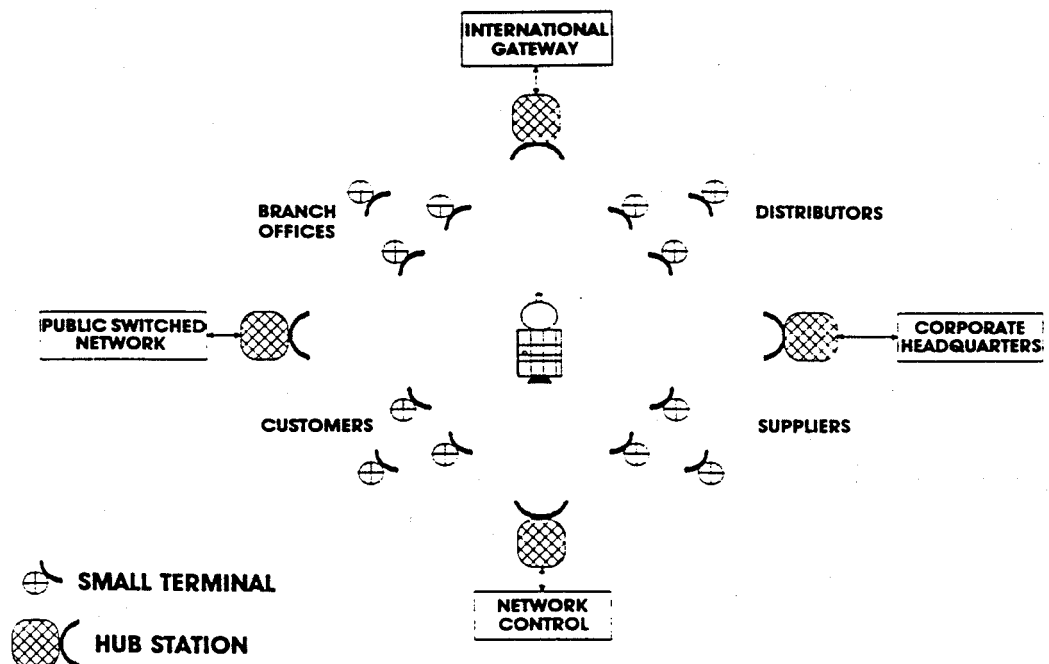 INTERNATIONAL
GATEWAY
BRANCH
OFFICES
DISTRIBUTORS
PUBLIC SWITCHED
NETWORK
CORPORATE
HEADQUARTERS
CUSTOMERS
SUPPLIERS
SMALL TERMINAL
NETWORK
CONTROL
HUB STATION